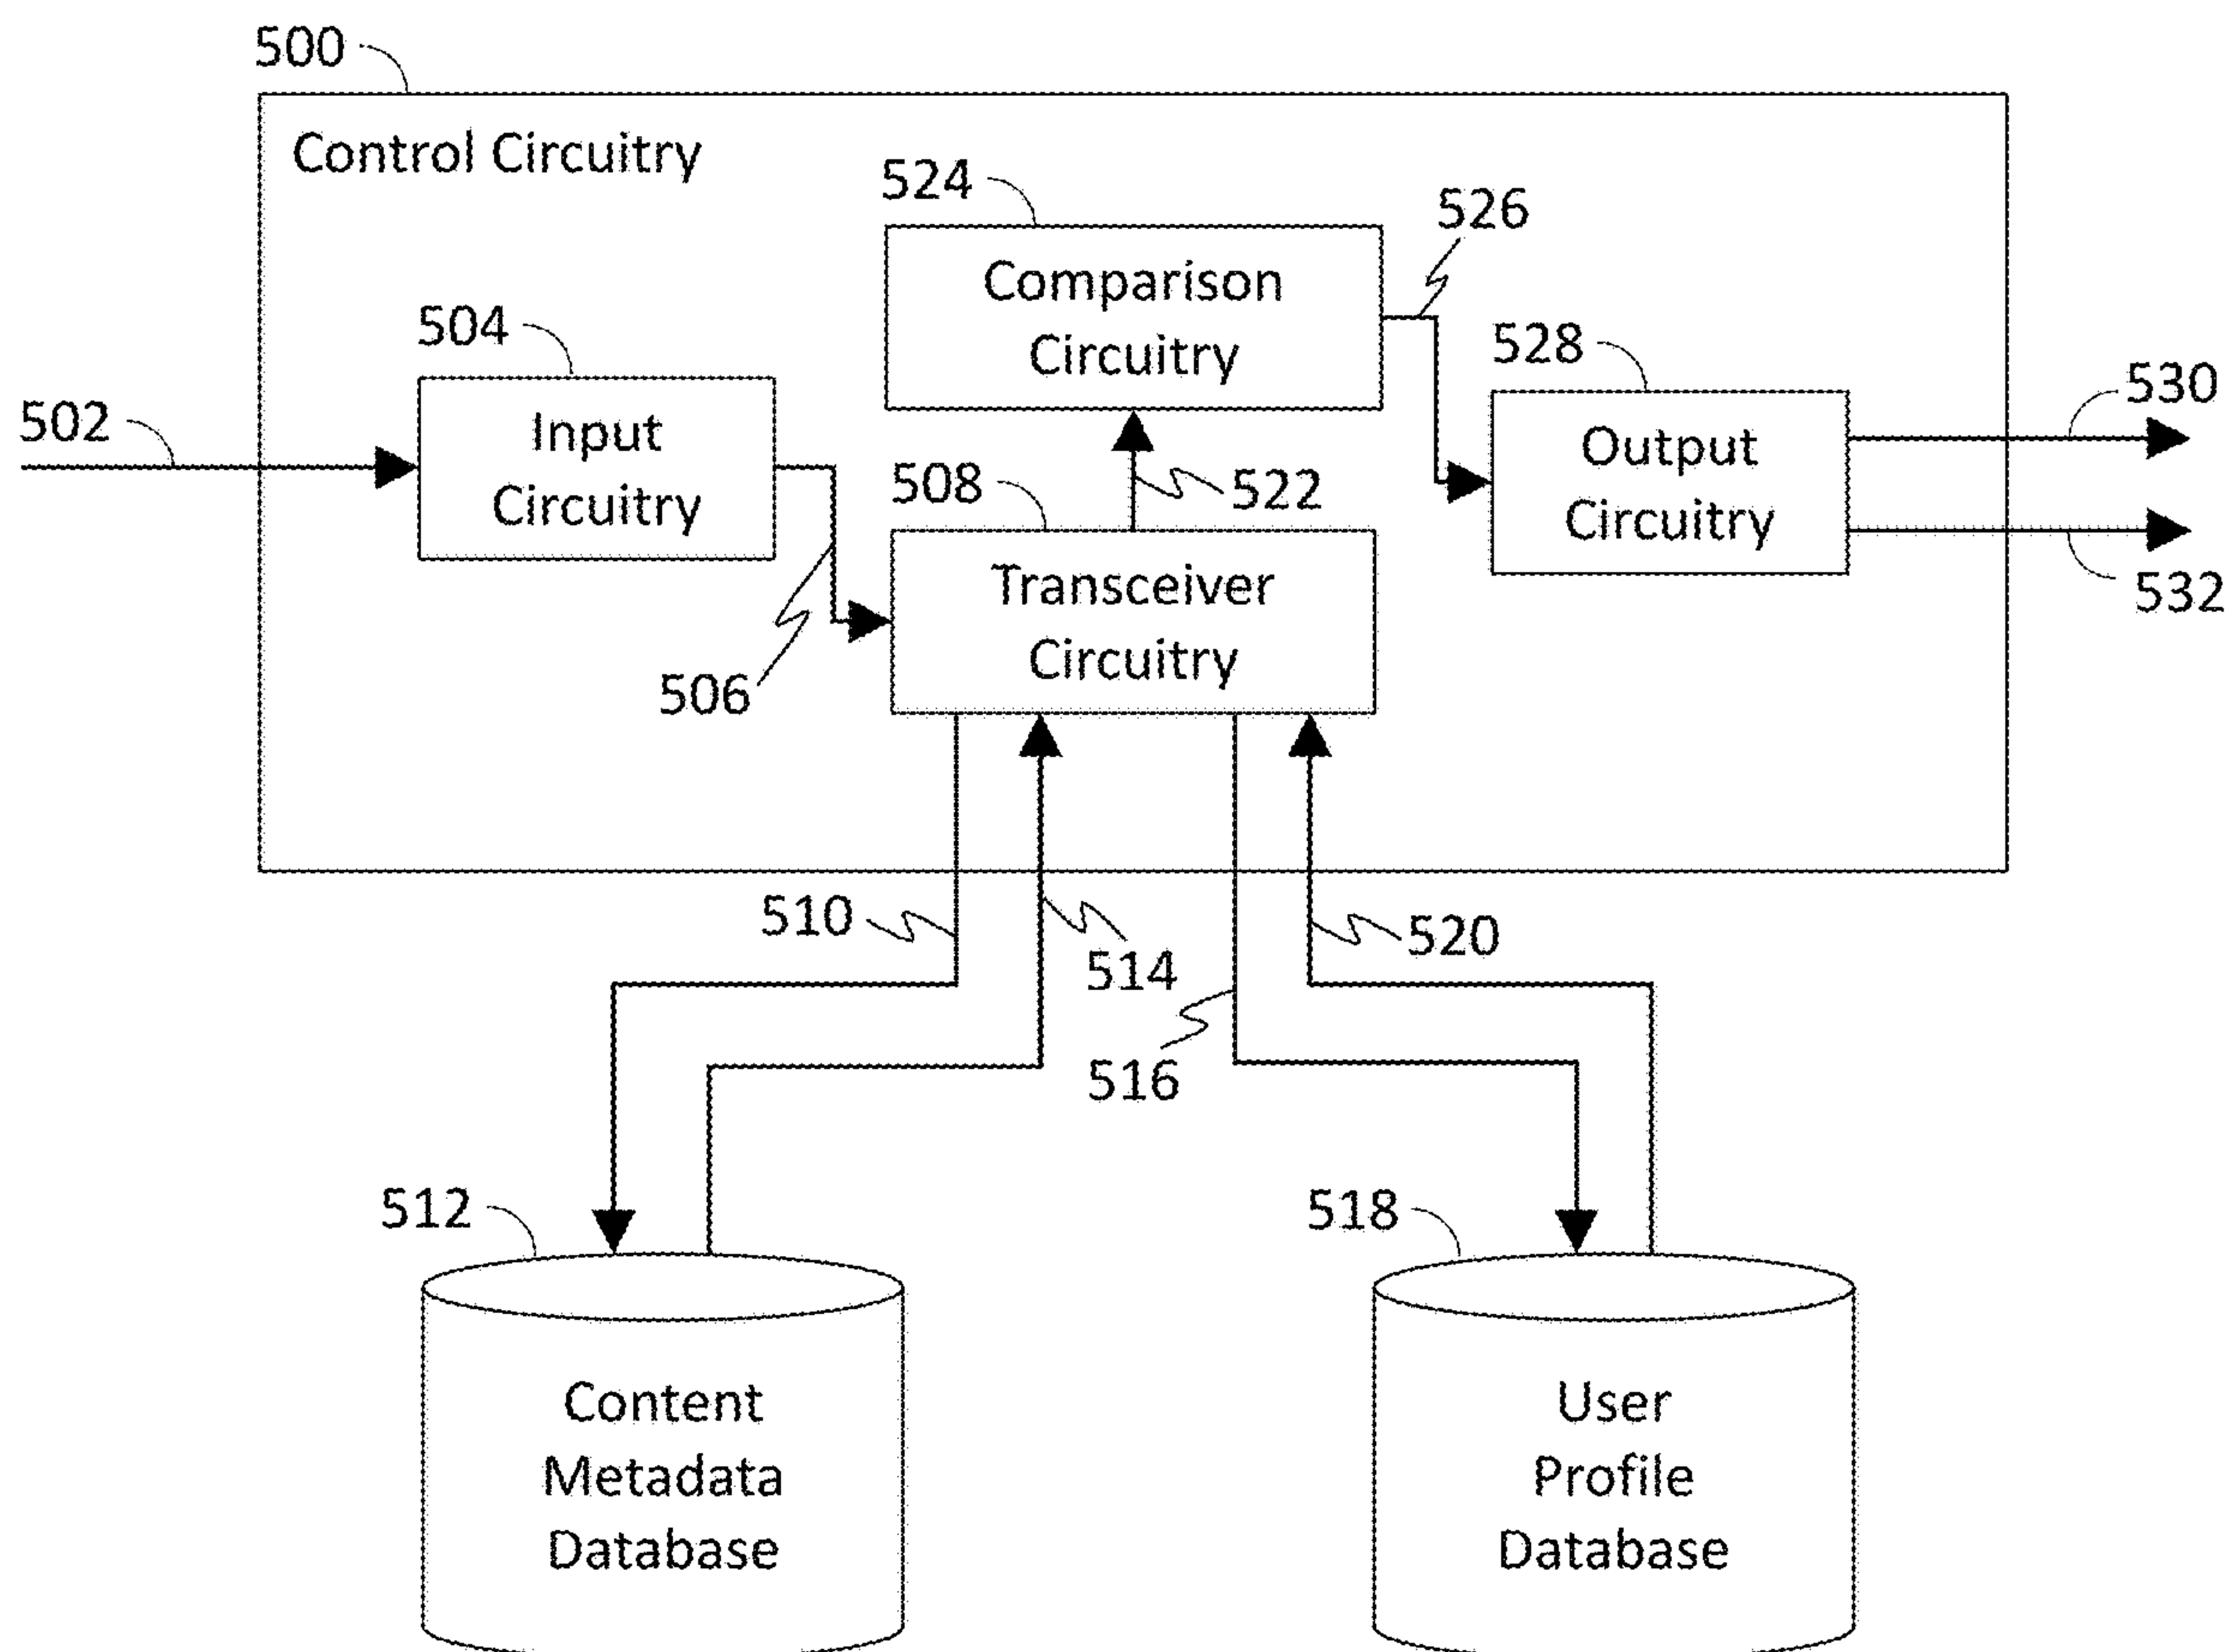 500
Control Circuitry
524
526
Comparison
Circuitry
504
528
530
502
Input
Circuitry
508
522
Output
Circuitry
532
Transceiver
Circuitry
506
510
514
520
516
512
518
Content
Metadata
Database
User
Profile
Database